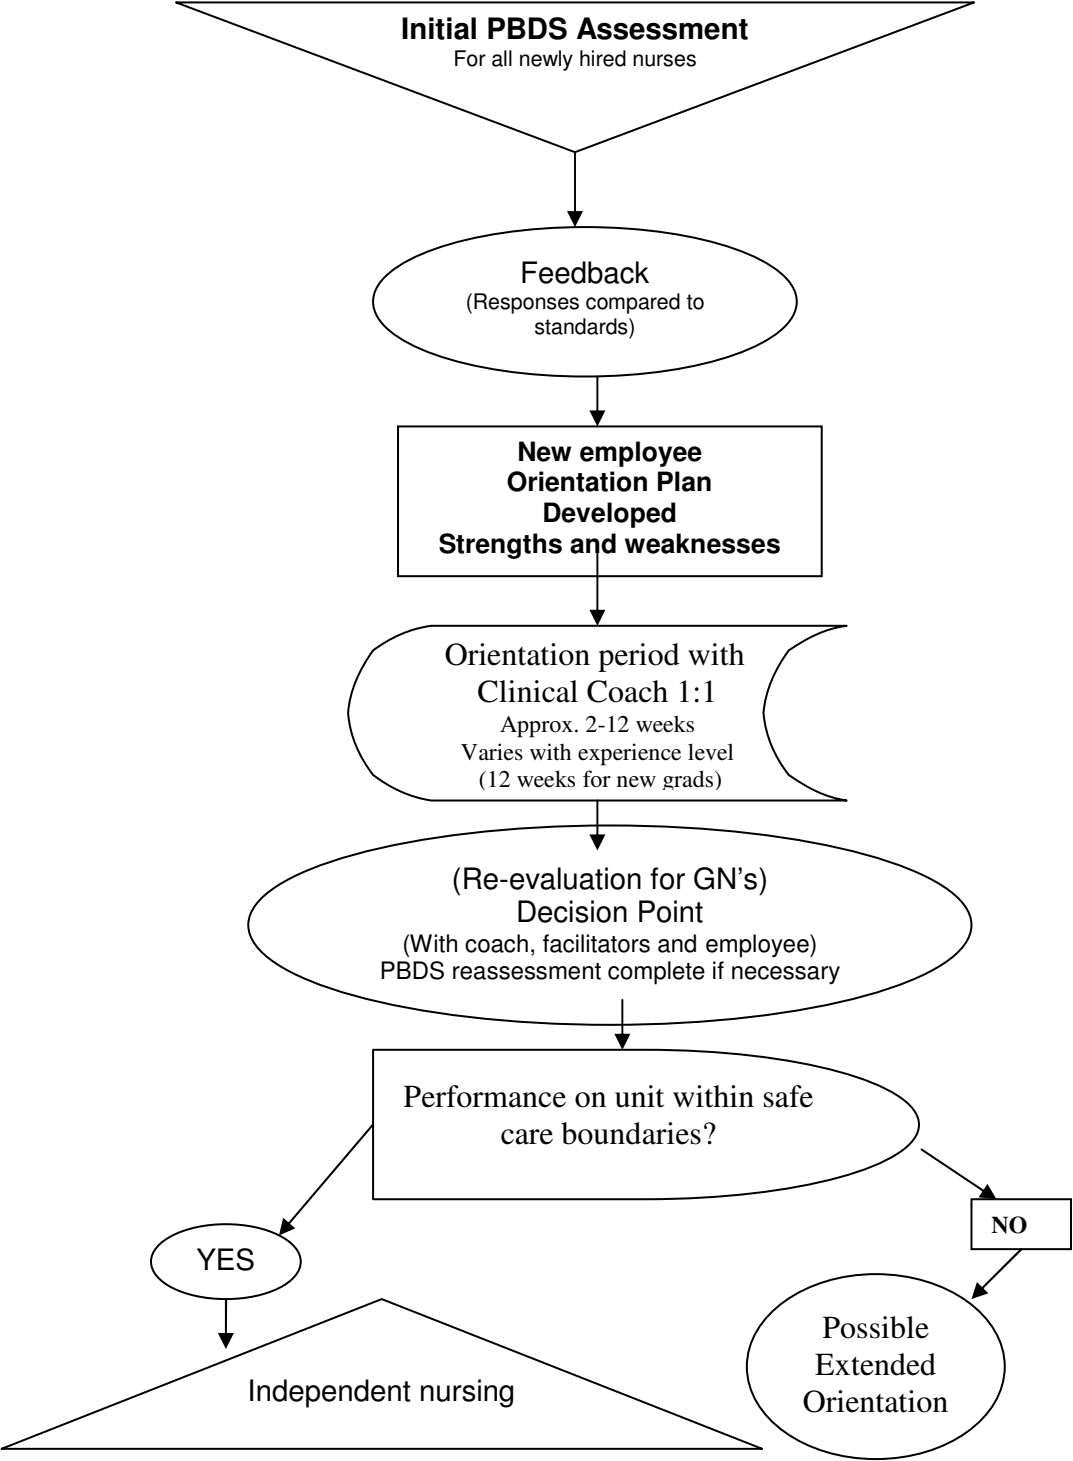 Initial PBDS Assessment
For all newly hired nurses
Feedback
(Responses compared to
standards)
New employee
Orientation Plan
Developed
Strengths and weaknesses
Orientation period with
Clinical Coach 1:1
Approx. 2-12 weeks
Varies with experience level
(12 weeks for new grads)
(Re-evaluation for GN's)
Decision Point
(With coach, facilitators and employee)
PBDS reassessment complete if necessary
Performance on unit within safe
care boundaries?
YES
NO
Independent nursing
Possible
Extended
Orientation